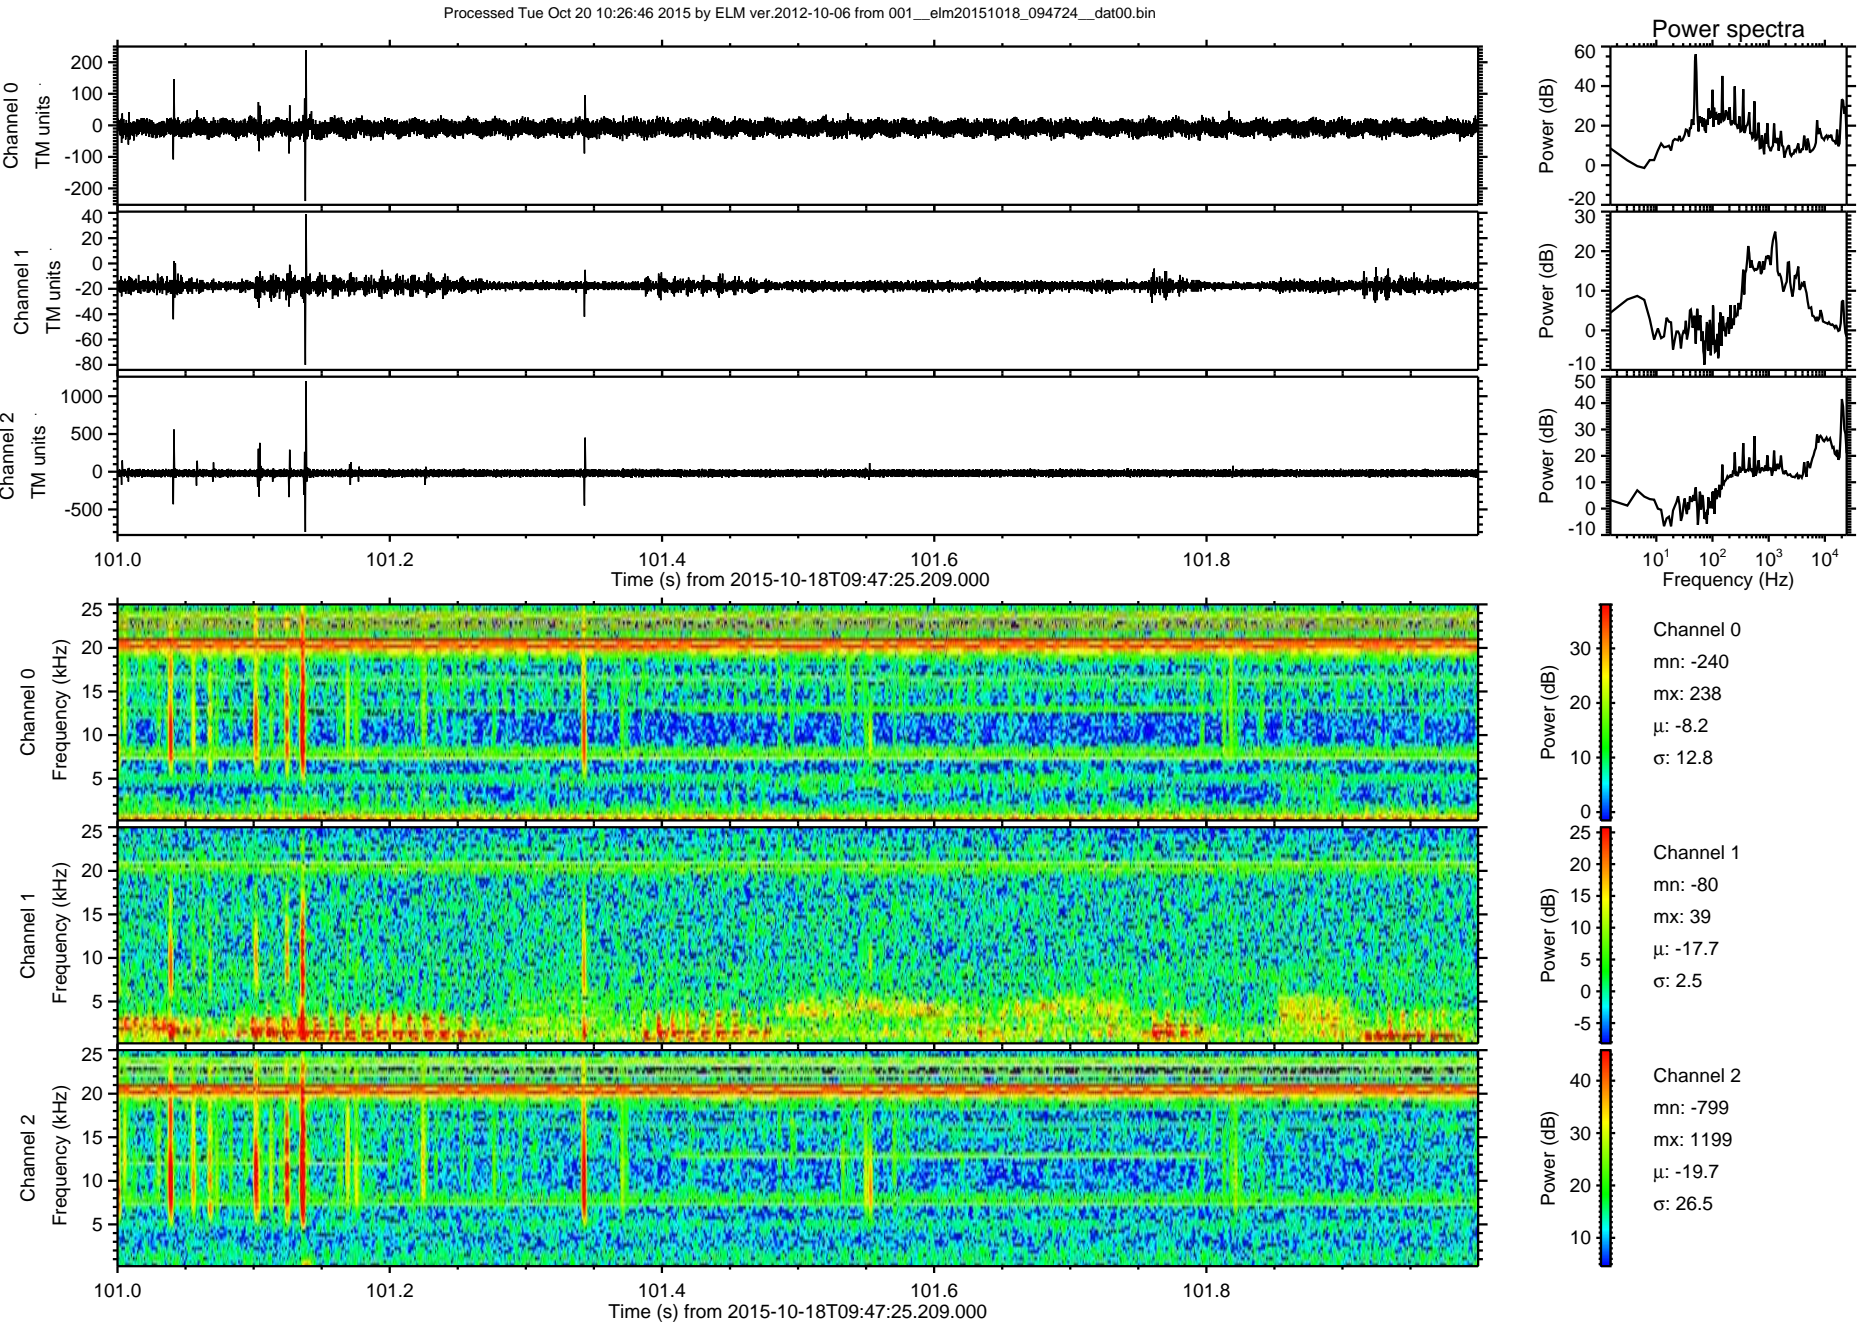 Processed Tue Oct 20 10:26:46 2015 by ELM ver.2012-10-06 from 001__elm20151018_094724__dat00.bin
Power spectra
Channel 0
TM units
200
100
0
-100
-200
Power (dB)
60
40
20
0
-20
Channel 1
TM units
40
20
0
-20
-40
-60
-80
Power (dB)
30
20
10
0
-10
Channel 2
TM units
1000
500
0
-500
Power (dB)
50
40
30
20
10
0
-10
101.0 101.2 101.4 101.6 101.8
Time (s) from 2015-10-18T09:47:25.209.000
10¹ 10² 10³ 10⁴
Frequency (Hz)
Channel 0
Frequency (kHz)
25
20
15
10
5
Power (dB)
30
20
10
0
Channel 0
mn: -240
mx: 238
µ: -8.2
σ: 12.8
Channel 1
Frequency (kHz)
25
20
15
10
5
Power (dB)
25
20
15
10
5
0
-5
Channel 1
mn: -80
mx: 39
µ: -17.7
σ: 2.5
Channel 2
Frequency (kHz)
25
20
15
10
5
Power (dB)
40
30
20
10
Channel 2
mn: -799
mx: 1199
µ: -19.7
σ: 26.5
101.0 101.2 101.4 101.6 101.8
Time (s) from 2015-10-18T09:47:25.209.000